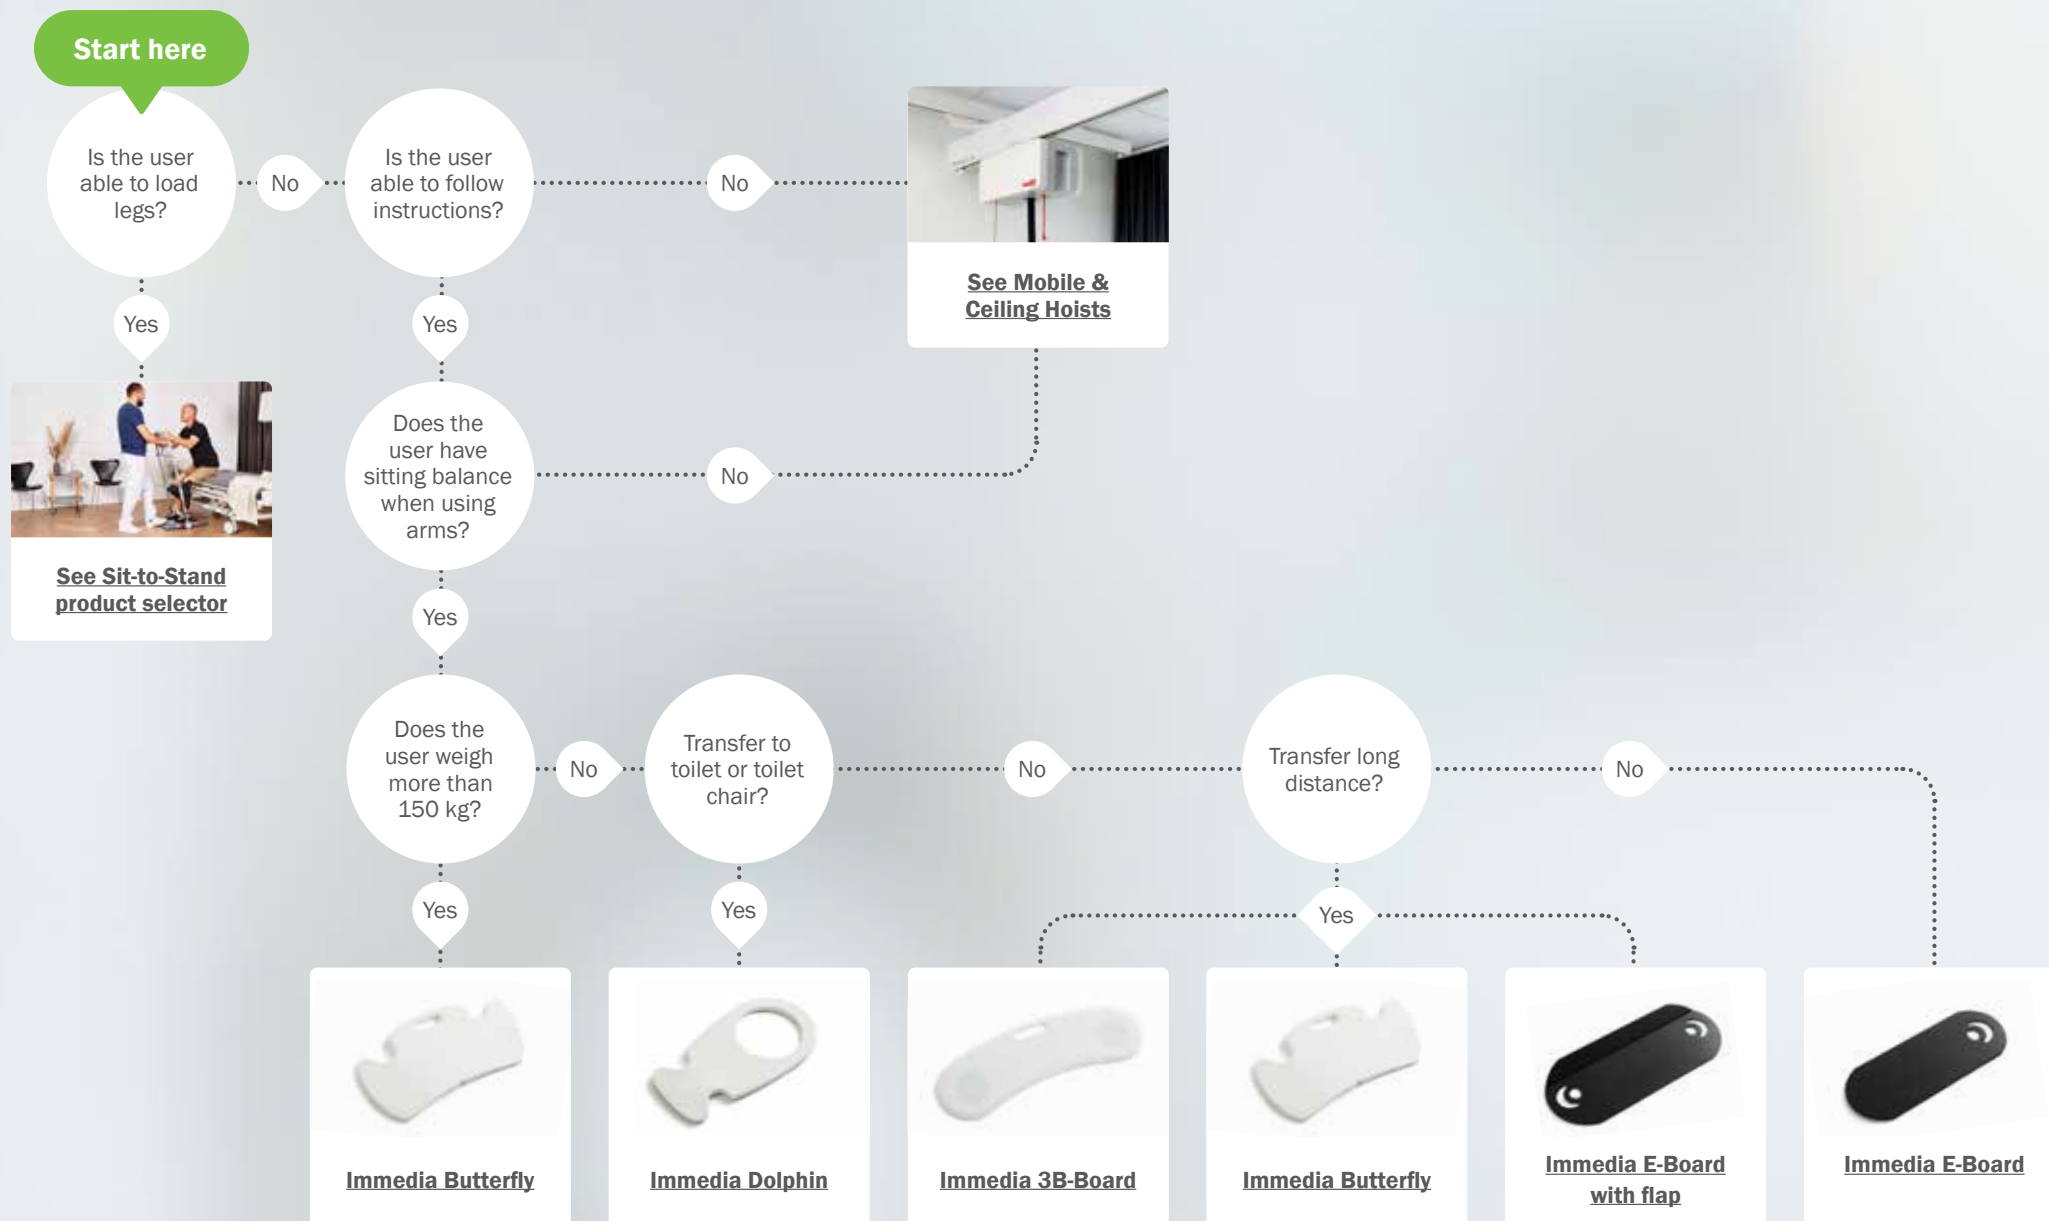 Start here
Is the user
able to load
legs?
No
Is the user
able to follow
instructions?
No
See Mobile &
Ceiling Hoists
Yes
Yes
See Sit-to-Stand
product selector
Does the
user have
sitting balance
when using
arms?
No
Yes
Does the
user weigh
more than
150 kg?
No
Transfer to
toilet or toilet
chair?
No
Transfer long
distance?
No
Yes
Yes
Yes
Immedia Butterfly
Immedia Dolphin
Immedia 3B-Board
Immedia Butterfly
Immedia E-Board
with flap
Immedia E-Board